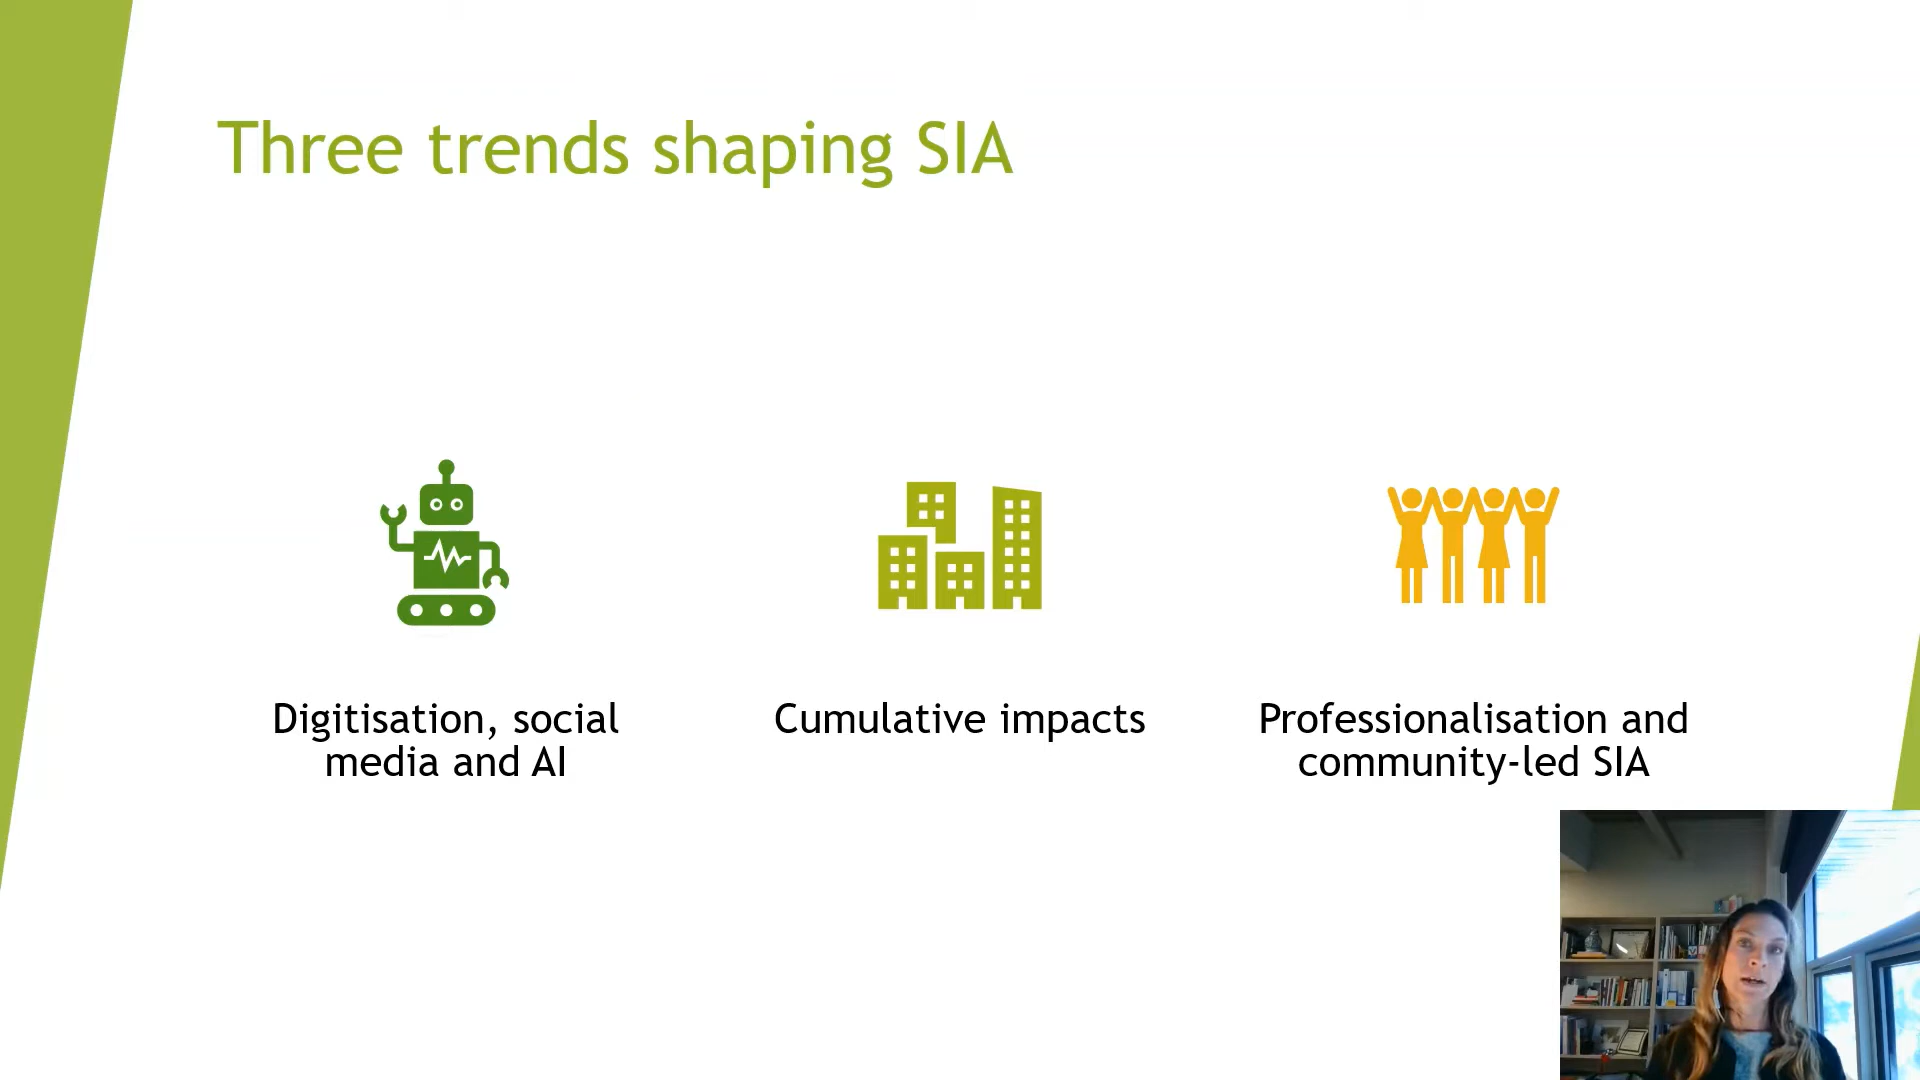 Three trends shaping SIA
Digitisation, social
media and AI
Cumulative impacts
Professionalisation and
community-led SIA